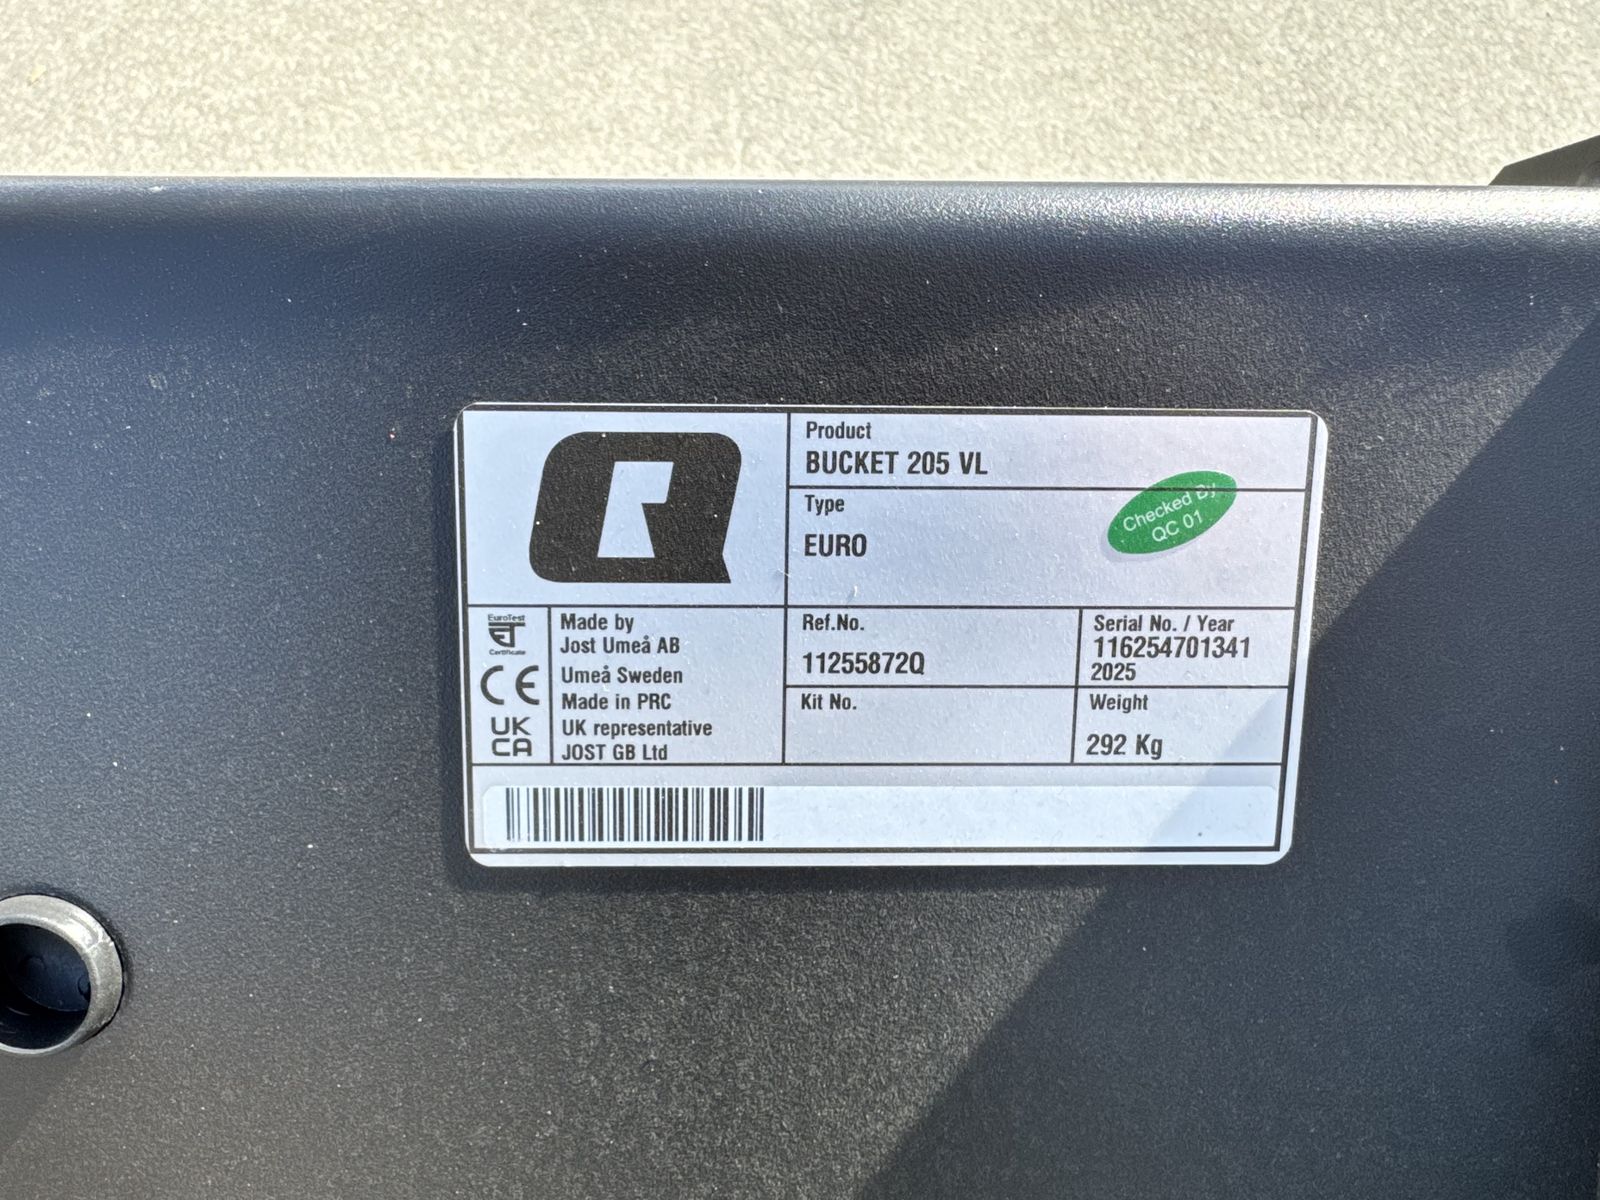 Product
BUCKET 205 VL
Type
EURO
Checked By
QC 01
EuroTest
ET
Certificate
CE
UK
CA
Made by
Jost Umeå AB
Umeå Sweden
Made in PRC
UK representative
JOST GB Ltd
Ref.No.
11255872Q
Kit No.
Serial No. / Year
116254701341
2025
Weight
292 Kg